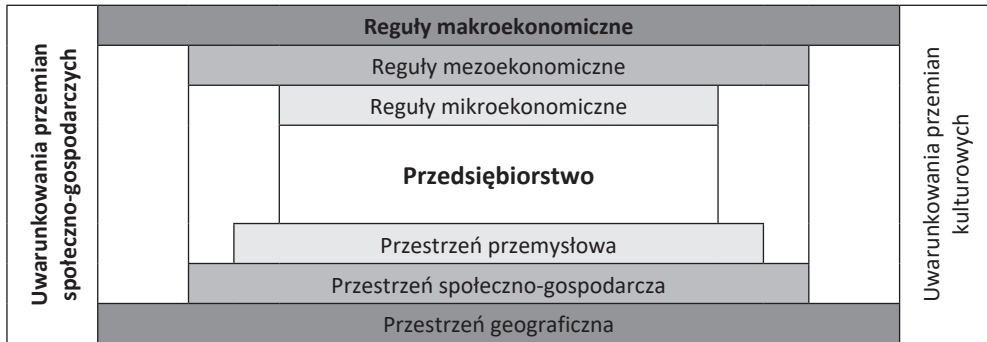 Uwarunkowania przemian
społeczno-gospodarczych
Reguły makroekonomiczne
Reguły mezoekonomiczne
Reguły mikroekonomiczne
Przedsiębiorstwo
Przestrzeń przemysłowa
Przestrzeń społeczno-gospodarcza
Przestrzeń geograficzna
Uwarunkowania przemian
kulturowych